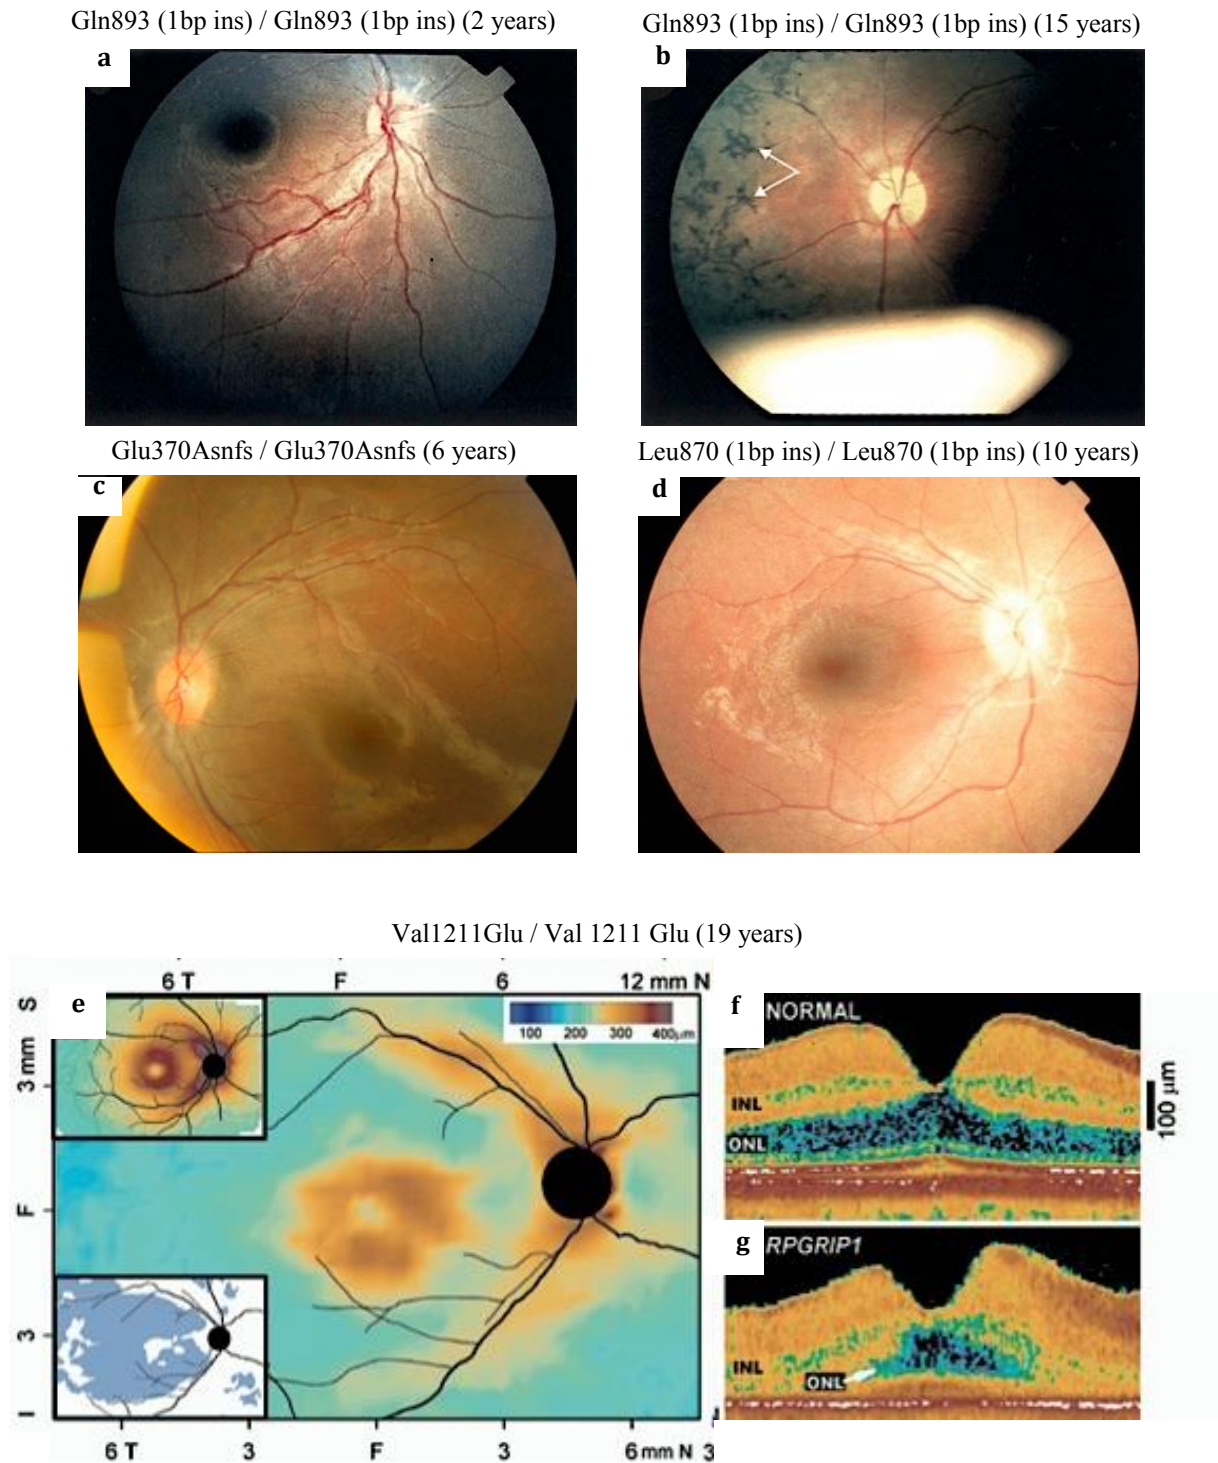 Gln893 (1bp ins) / Gln893 (1bp ins) (2 years)
Gln893 (1bp ins) / Gln893 (1bp ins) (15 years)
a
b
Glu370Asnfs / Glu370Asnfs (6 years)
Leu870 (1bp ins) / Leu870 (1bp ins) (10 years)
c
d
Val1211Glu / Val 1211 Glu (19 years)
6 T F 6 12 mm N
e
100 200 300 400µm
S
3 mm
F
3
I
6 T 3 F 3 6 mm N 3
f NORMAL
INL
ONL
100 µm
g RPGRIP1
INL
ONL